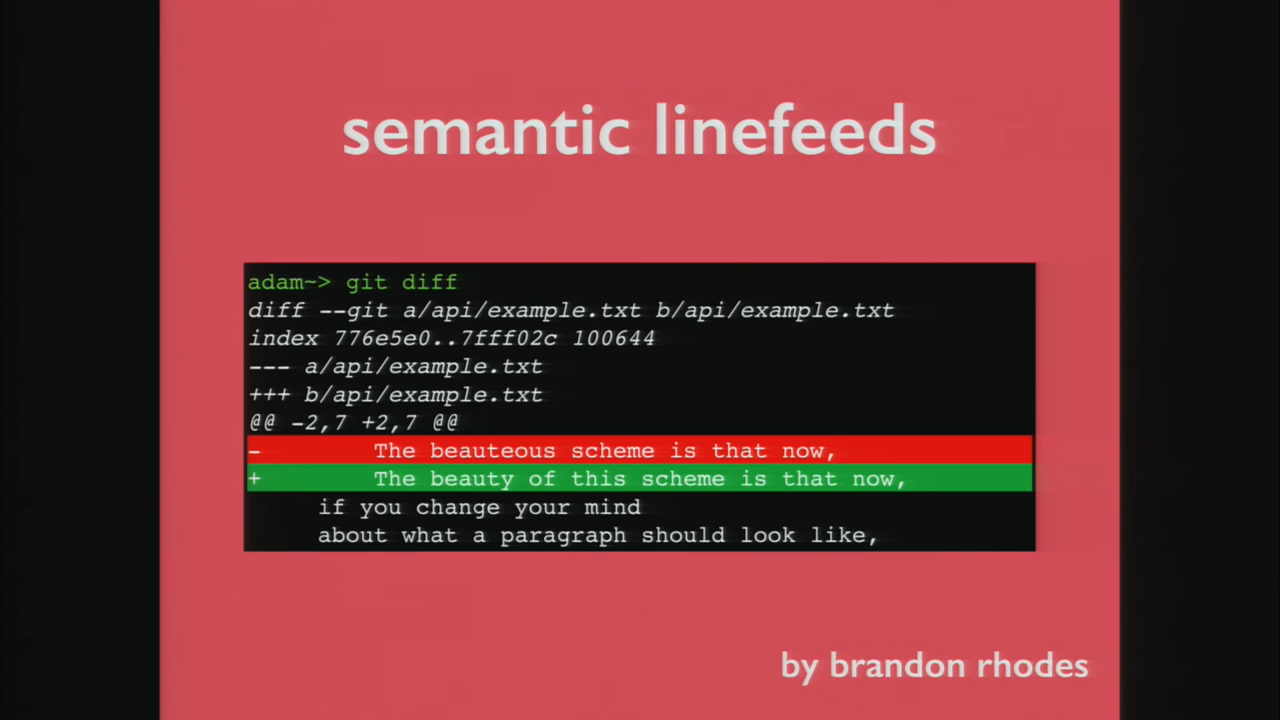 semantic linefeeds
adam~> git diff
diff --git a/api/example.txt b/api/example.txt
index 776e5e0..7fff02c 100644
--- a/api/example.txt
+++ b/api/example.txt
@@ -2,7 +2,7 @@
-        The beauteous scheme is that now,
+        The beauty of this scheme is that now,
     if you change your mind
     about what a paragraph should look like,
by brandon rhodes